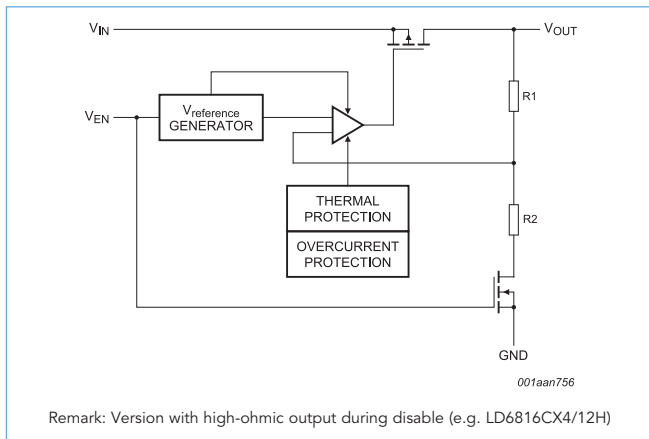 VIN
VOUT
R1
Vreference
GENERATOR
VEN
THERMAL
PROTECTION
OVERCURRENT
PROTECTION
R2
GND
001aan756
Remark: Version with high-ohmic output during disable (e.g. LD6816CX4/12H)